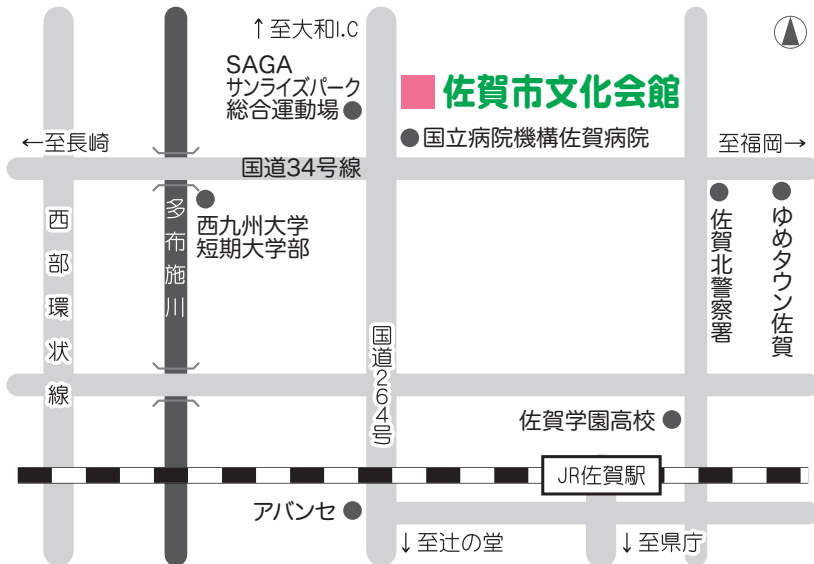 ↑至大和I.C
SAGA
サンライズパーク
総合運動場
佐賀市文化会館
国立病院機構佐賀病院
←至長崎
至福岡→
国道34号線
西九州大学
短期大学部
西部環状線
多布施川
国道264号
佐賀北警察署
ゆめタウン佐賀
佐賀学園高校
JR佐賀駅
アバンセ
↓至辻の堂
↓至県庁